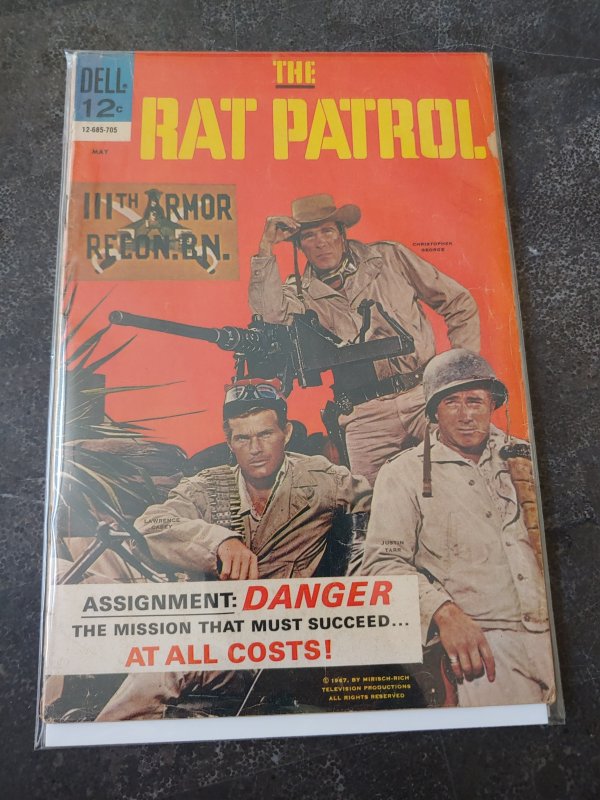 THE
RAT PATROL
DELL
12c
12-685-705
MAY
111TH ARMOR
RECON. BN.
CHRISTOPHER
GEORGE
LAWRENCE
CASEY
JUSTIN
TARR
ASSIGNMENT: DANGER
THE MISSION THAT MUST SUCCEED...
AT ALL COSTS!
© 1967, BY MIRISCH-RICH
TELEVISION PRODUCTIONS
ALL RIGHTS RESERVED